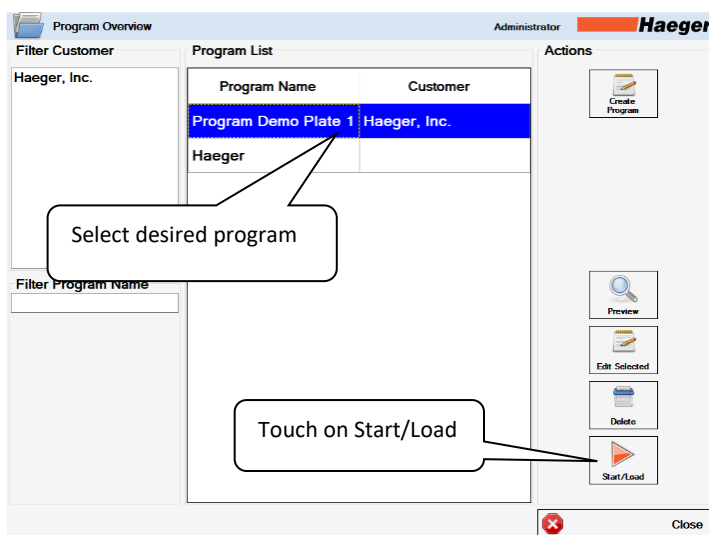 Program Overview
Administrator
Haeger
Filter Customer
Program List
Actions
Haeger, Inc.
Program Name
Customer
Create
Program
Program Demo Plate 1
Haeger, Inc.
Haeger
Select desired program
Filter Program Name
Preview
Edit Selected
Delete
Touch on Start/Load
Start/Load
Close